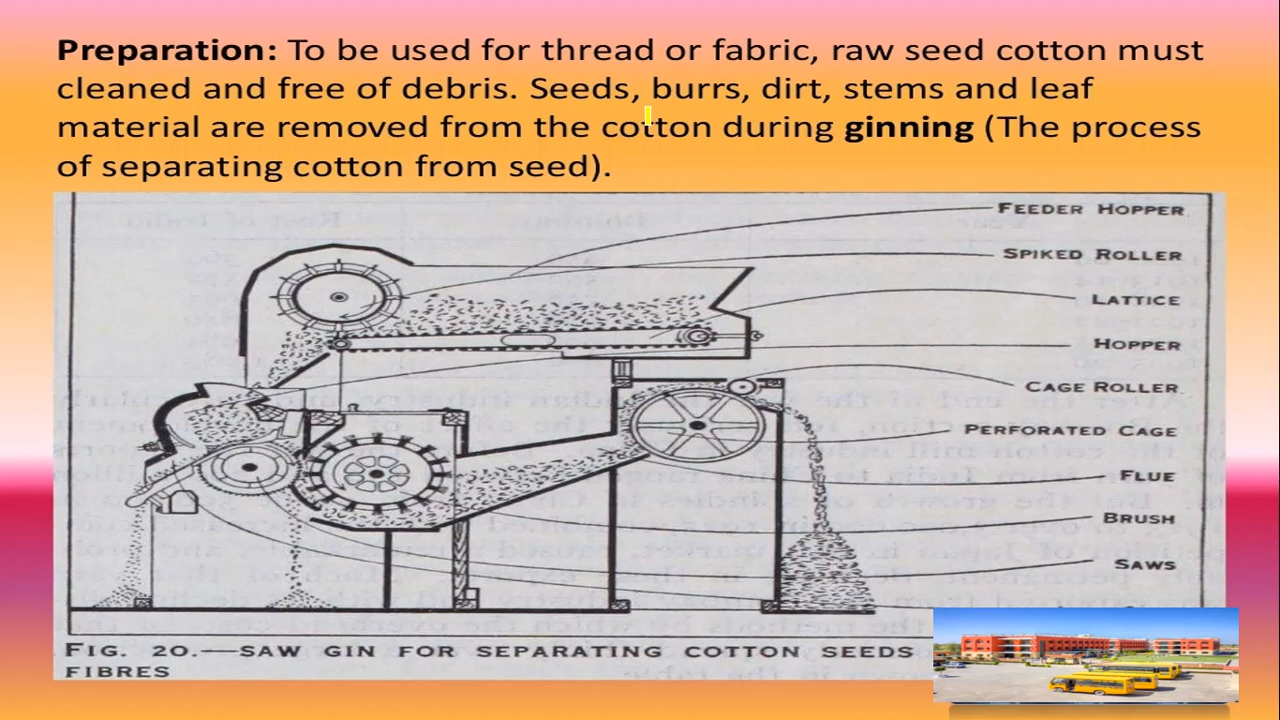 Preparation: To be used for thread or fabric, raw seed cotton must
cleaned and free of debris. Seeds, burrs, dirt, stems and leaf
material are removed from the cotton during ginning (The process
of separating cotton from seed).
FEEDER HOPPER
SPIKED ROLLER
LATTICE
HOPPER
CAGE ROLLER
PERFORATED CAGE
FLUE
BRUSH
SAWS
FIG. 20.—SAW GIN FOR SEPARATING COTTON SEEDS
FIBRES